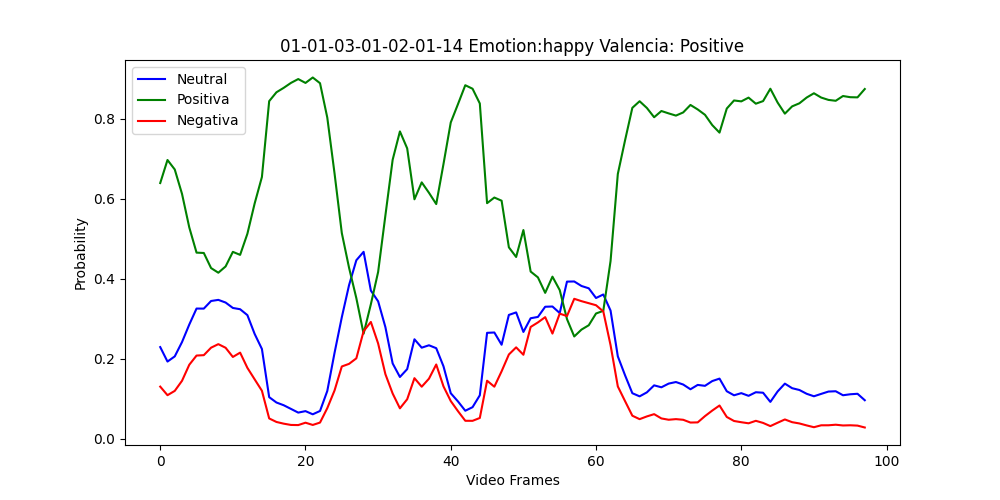 01-01-03-01-02-01-14 Emotion:happy Valencia: Positive
Neutral
Positiva
Negativa
Probability
0.8
0.6
0.4
0.2
0.0
0 20 40 60 80 100
Video Frames